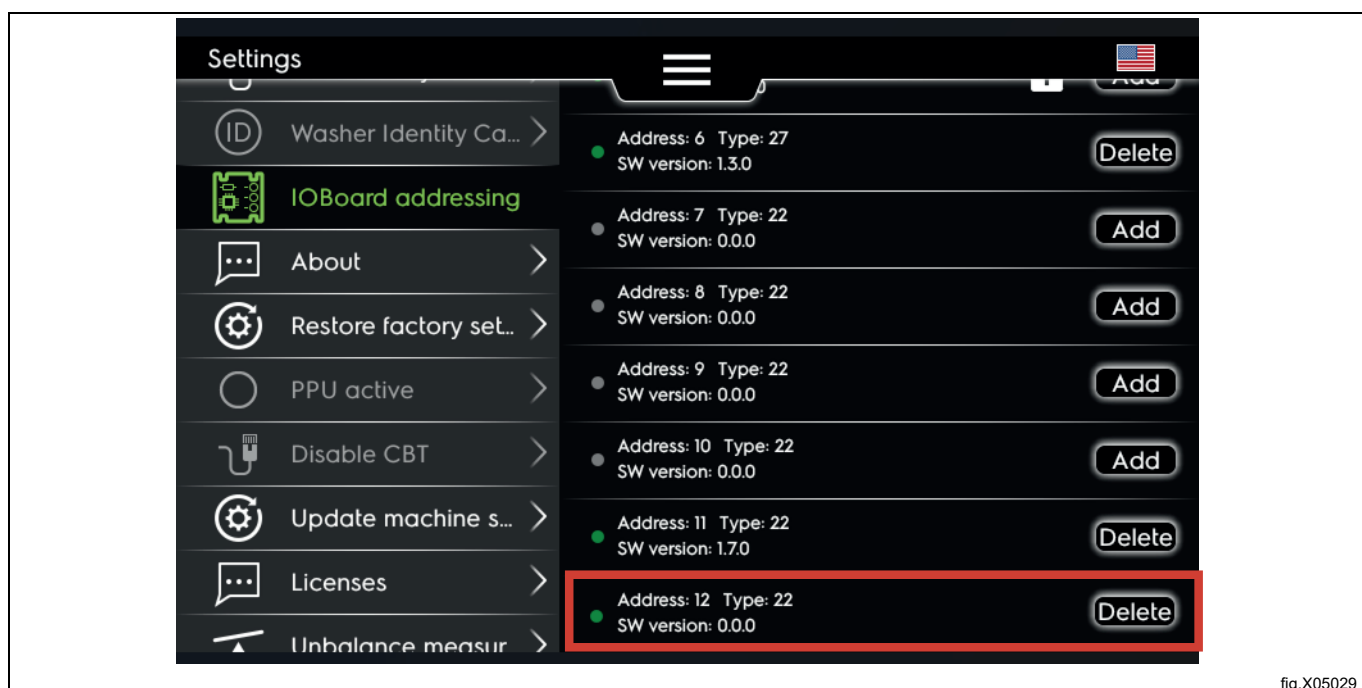 Settings
Add
ID
Washer Identity Ca...
Address: 6 Type: 27
SW version: 1.3.0
Delete
IOBoard addressing
Address: 7 Type: 22
SW version: 0.0.0
Add
About
Address: 8 Type: 22
SW version: 0.0.0
Add
Restore factory set...
Address: 9 Type: 22
SW version: 0.0.0
Add
PPU active
Address: 10 Type: 22
SW version: 0.0.0
Add
Disable CBT
Address: 11 Type: 22
SW version: 1.7.0
Delete
Update machine s...
Licenses
Address: 12 Type: 22
SW version: 0.0.0
Delete
Unbalance measur
fig.X05029